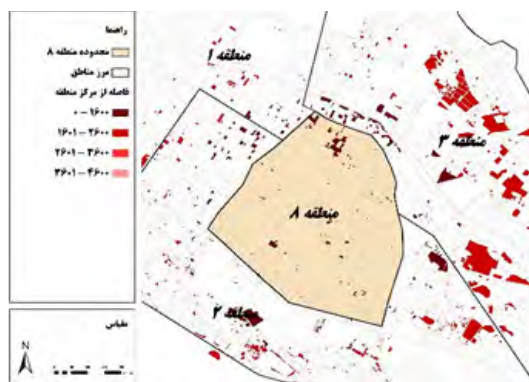 راهنما
محدوده منطقه ۸
مرز مناطق
فاصله از مرکز منطقه
۰ - ۱۶۰۰
۱۶۰۱ - ۲۶۰۰
۲۶۰۱ - ۳۶۰۰
۳۶۰۱ - ۴۶۰۰
مقیاس
N
منطقه ۱
منطقه ۳
منطقه ۸
منطقه ۲